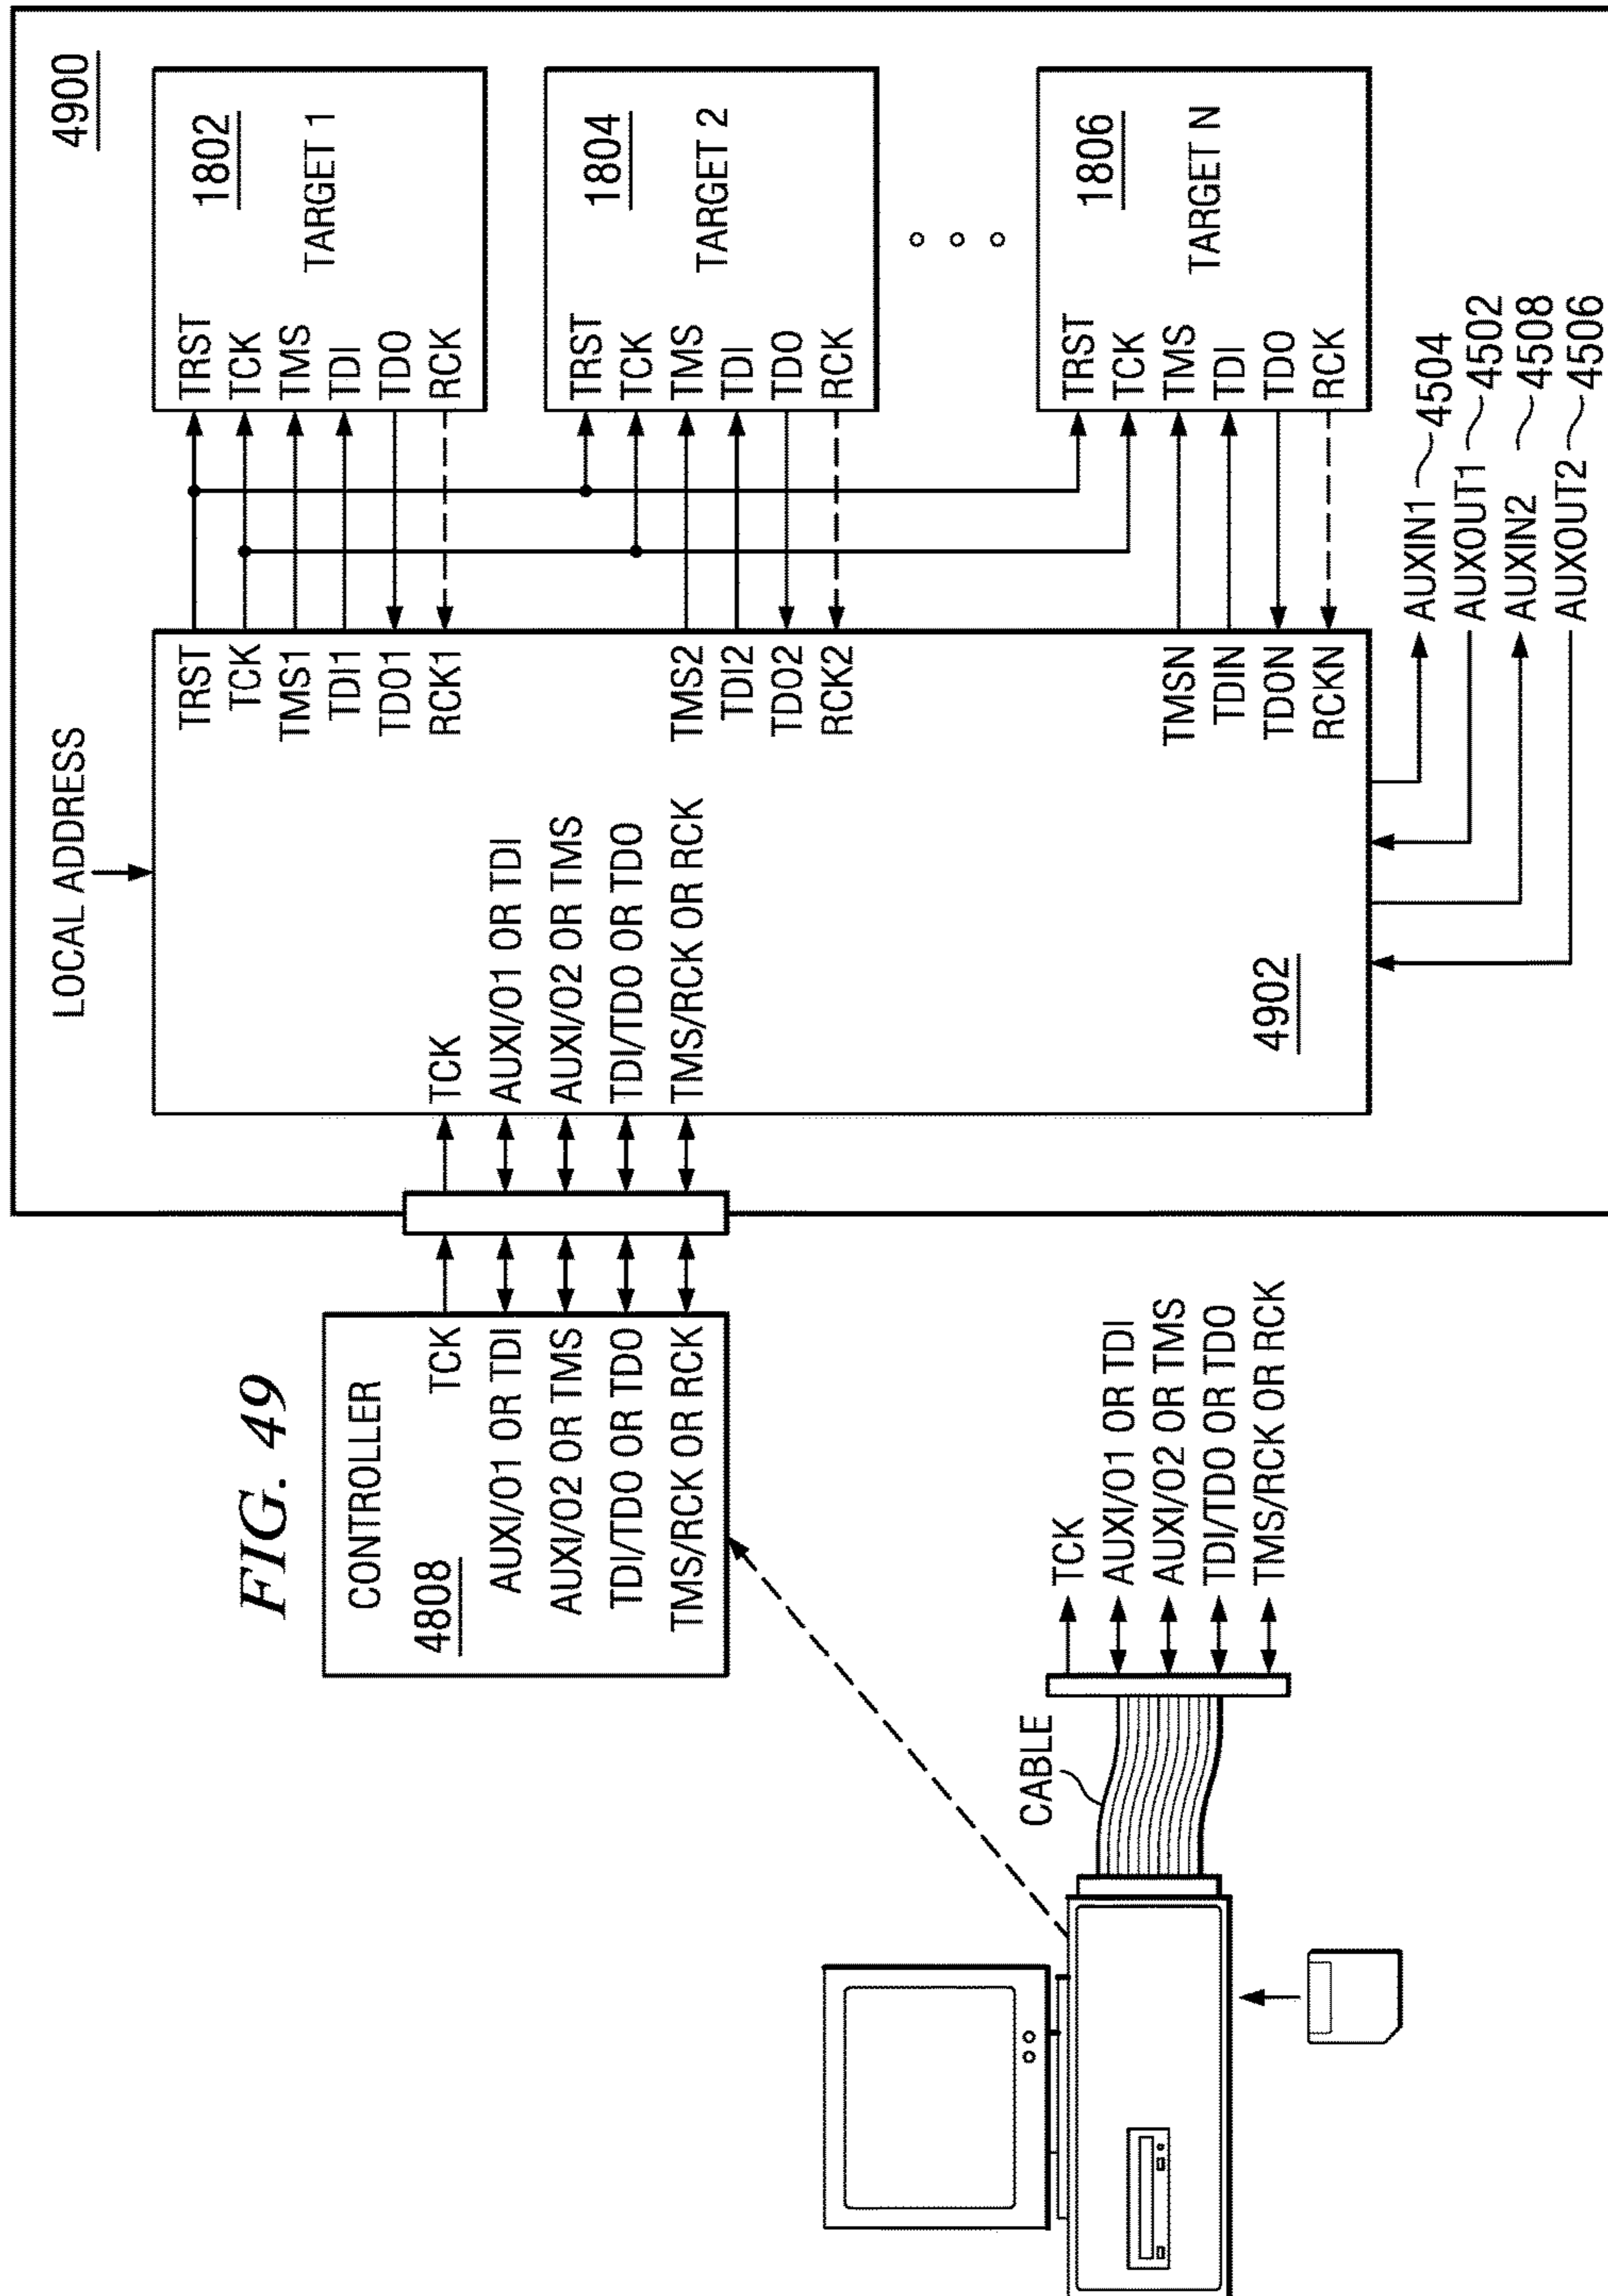 FIG. 49
4900
LOCAL ADDRESS
CONTROLLER
4808
TCK
AUXI/O1 OR TDI
AUXI/O2 OR TMS
TDI/TDO OR TDO
TMS/RCK OR RCK
TCK
AUXI/O1 OR TDI
AUXI/O2 OR TMS
TDI/TDO OR TDO
TMS/RCK OR RCK
4902
TRST
TCK
TMS1
TDI1
TDO1
RCK1
TMS2
TDI2
TDO2
RCK2
TMSN
TDIN
TDON
RCKN
TRST
TCK
TMS
TDI
TDO
RCK
1802
TARGET 1
TRST
TCK
TMS
TDI
TDO
RCK
1804
TARGET 2
TRST
TCK
TMS
TDI
TDO
RCK
1806
TARGET N
AUXIN1 4504
AUXOUT1 4502
AUXIN2 4508
AUXOUT2 4506
CABLE
TCK
AUXI/O1 OR TDI
AUXI/O2 OR TMS
TDI/TDO OR TDO
TMS/RCK OR RCK